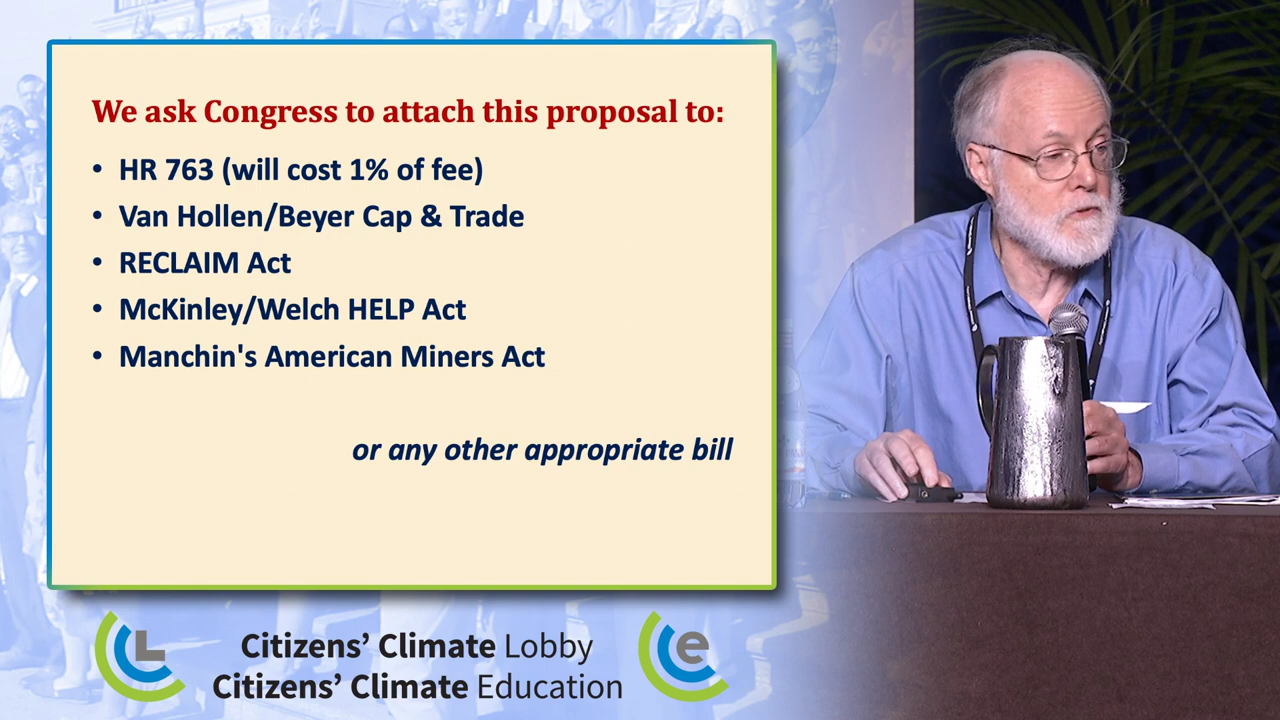 We ask Congress to attach this proposal to:
• HR 763 (will cost 1% of fee)
• Van Hollen/Beyer Cap & Trade
• RECLAIM Act
• McKinley/Welch HELP Act
• Manchin's American Miners Act
or any other appropriate bill
L
Citizens' Climate Lobby
Citizens' Climate Education
e